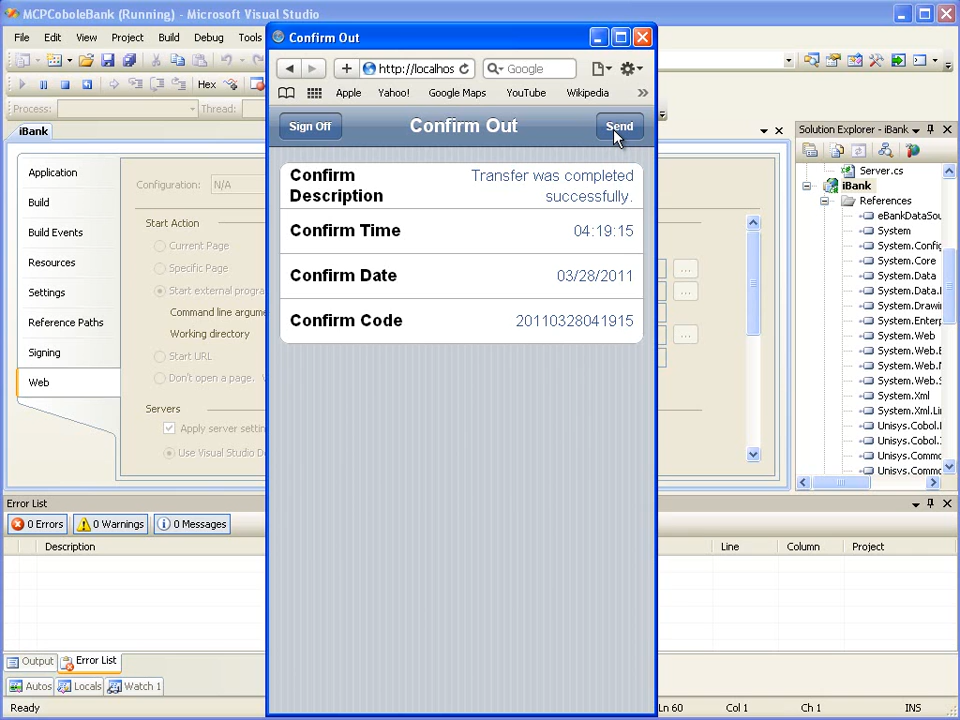 MCPCoboleBank (Running) - Microsoft Visual Studio
File Edit View Project Build Debug Tools
Hex
Process: Thread:
iBank
Application
Build
Build Events
Resources
Settings
Reference Paths
Signing
Web
Configuration: N/A
Start Action
Current Page
Specific Page
Start external progra
Command line argume
Working directory
Start URL
Don't open a page.
Servers
Apply server settin
Use Visual Studio De
Confirm Out
http://localhos
Google
Apple Yahoo! Google Maps YouTube Wikipedia »
Sign Off Confirm Out Send
Confirm Description Transfer was completed
successfully.
Confirm Time 04:19:15
Confirm Date 03/28/2011
Confirm Code 20110328041915
Solution Explorer - iBank
Server.cs
iBank
References
eBankDataSou
System
System.Config
System.Core
System.Data
System.Data.
System.Drawi
System.Enterp
System.Web
System.Web.E
System.Web.
System.Web.S
System.Xml
System.Xml.Li
Unisys.Cobol.
Unisys.Cobol.
Unisys.Commo
Unisys.Commo
Error List
0 Errors 0 Warnings 0 Messages
Description Line Column Project
Output Error List
Autos Locals Watch 1
Ready Ln 60 Col 1 Ch 1 INS